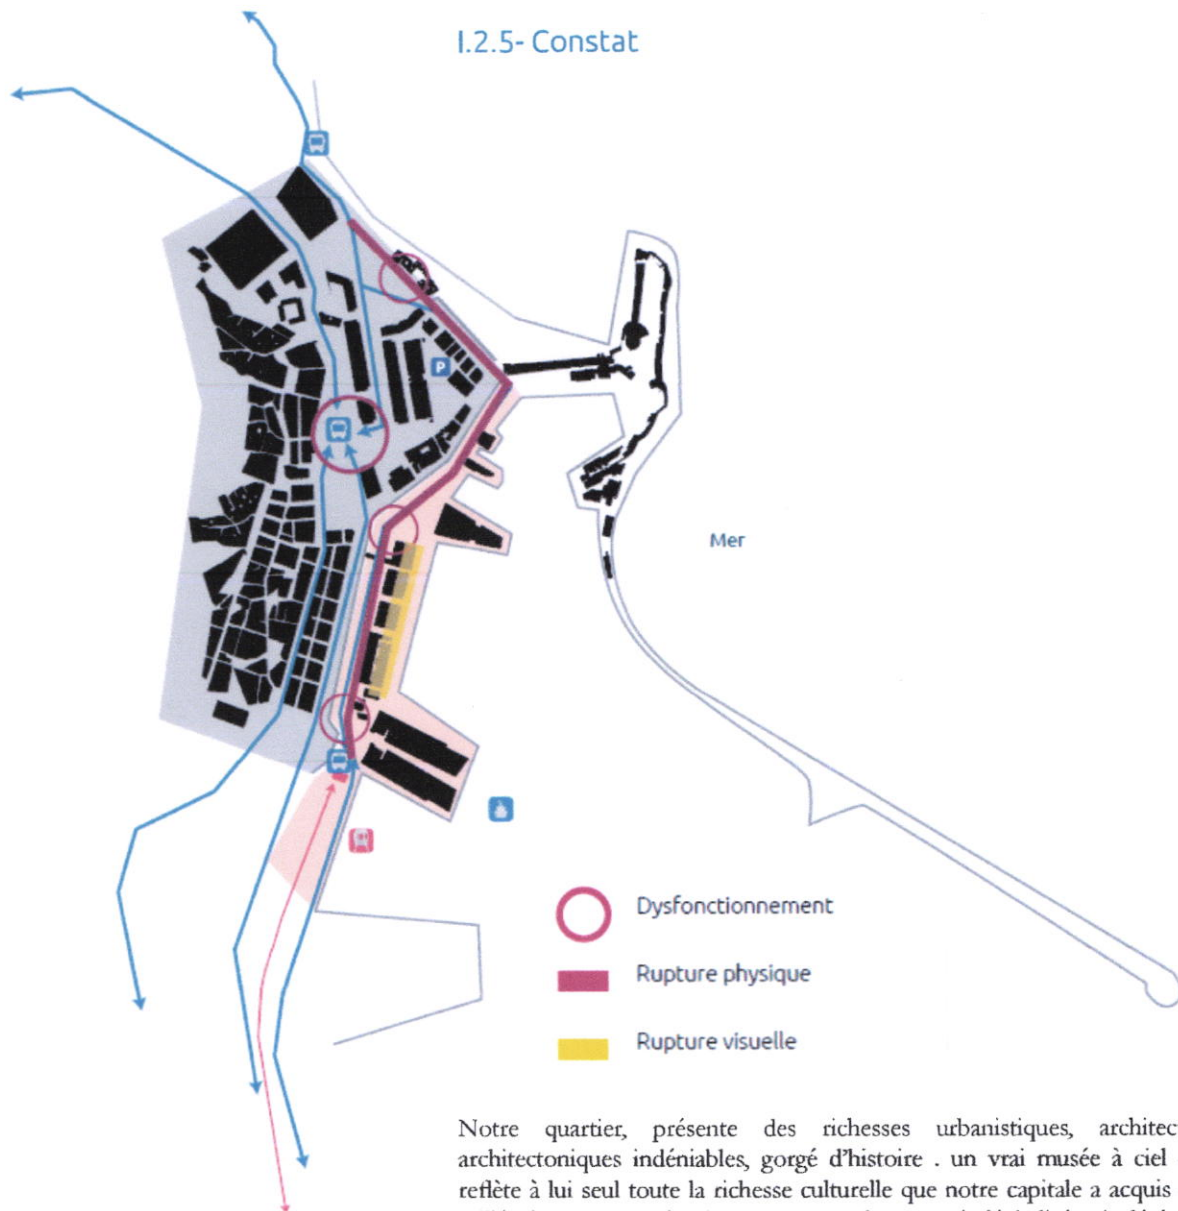 I.2.5- Constat
P
Mer
Dysfonctionnement
Rupture physique
Rupture visuelle
Notre quartier, présente des richesses urbanistiques, architec
architectoniques indéniables, gorgé d'histoire . un vrai musée à ciel
reflète à lui seul toute la richesse culturelle que notre capitale a acquis